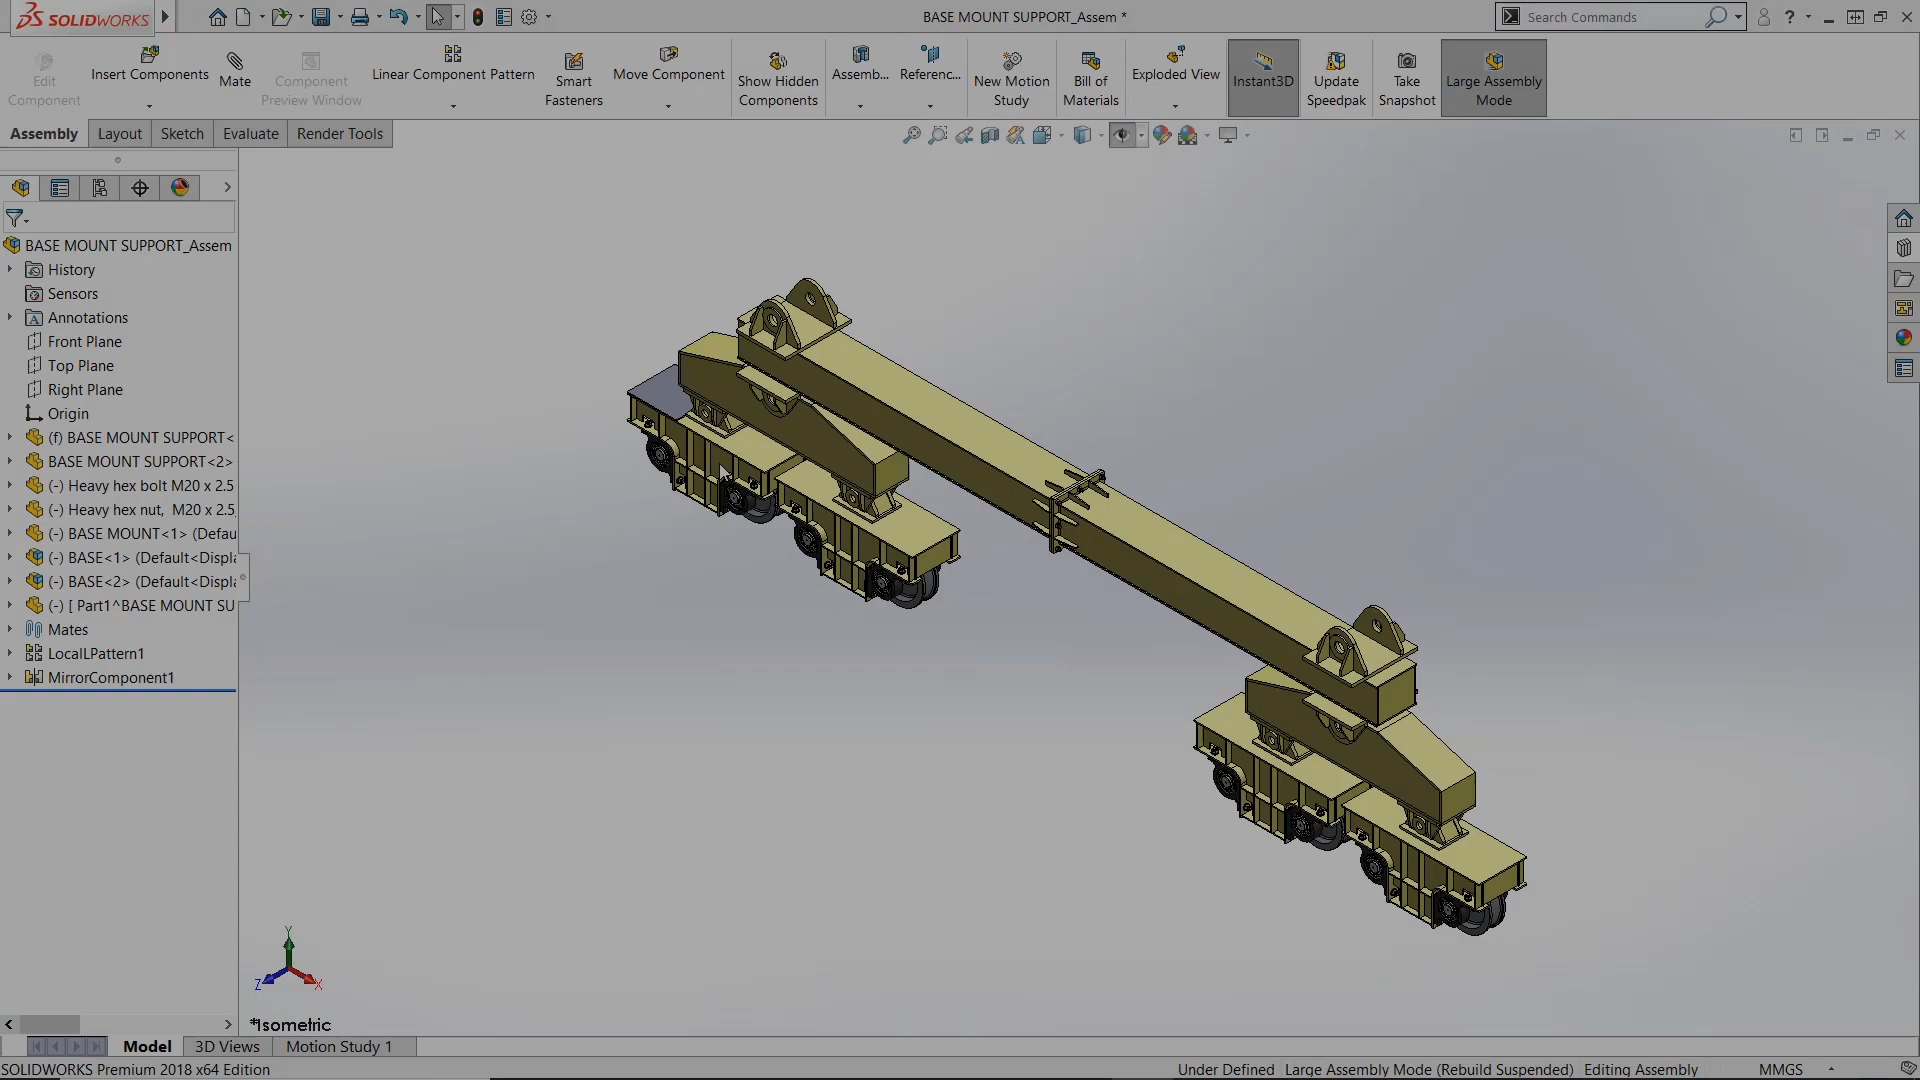 SOLIDWORKS
BASE MOUNT SUPPORT_Assem *
Search Commands
?
Edit Component
Insert Components
Mate
Component Preview Window
Linear Component Pattern
Smart Fasteners
Move Component
Show Hidden Components
Assemb...
Referenc...
New Motion Study
Bill of Materials
Exploded View
Instant3D
Update Speedpak
Take Snapshot
Large Assembly Mode
Assembly
Layout
Sketch
Evaluate
Render Tools
BASE MOUNT SUPPORT_Assem
History
Sensors
Annotations
Front Plane
Top Plane
Right Plane
Origin
(f) BASE MOUNT SUPPORT<
BASE MOUNT SUPPORT<2>
(-) Heavy hex bolt M20 x 2.5
(-) Heavy hex nut, M20 x 2.5
(-) BASE MOUNT<1> (Defau
(-) BASE<1> (Default<Displa
(-) BASE<2> (Default<Displa
(-) [ Part1^BASE MOUNT SU
Mates
LocalLPattern1
MirrorComponent1
Y
Z
X
*Isometric
Model
3D Views
Motion Study 1
SOLIDWORKS Premium 2018 x64 Edition
Under Defined
Large Assembly Mode (Rebuild Suspended)
Editing Assembly
MMGS